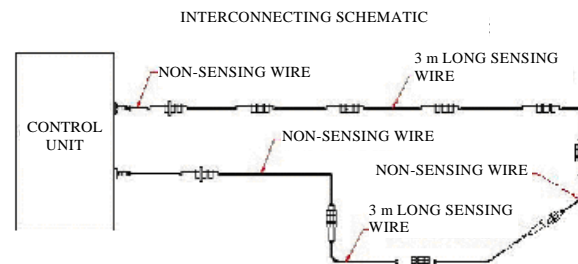 INTERCONNECTING SCHEMATIC
NON-SENSING WIRE
3 m LONG SENSING
WIRE
CONTROL
UNIT
NON-SENSING WIRE
NON-SENSING WIRE
3 m LONG SENSING
WIRE